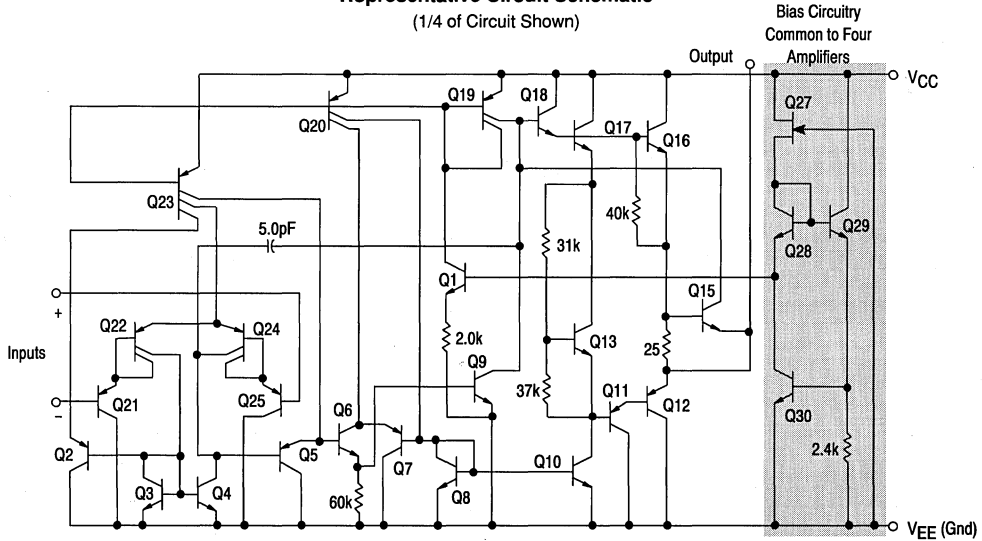 Representative Circuit Schematic
(1/4 of Circuit Shown)
Bias Circuitry
Common to Four
Amplifiers
Output
VCC
Q19
Q18
Q27
Q20
Q17
Q16
Q23
40k
5.0pF
31k
Q28
Q29
Q1
+
Q15
Q22
Q24
2.0k
Q13
25
Inputs
Q9
37k
Q11
–
Q21
Q25
Q6
Q12
Q30
Q2
Q5
Q7
Q10
2.4k
Q3
Q4
60k
Q8
VEE (Gnd)